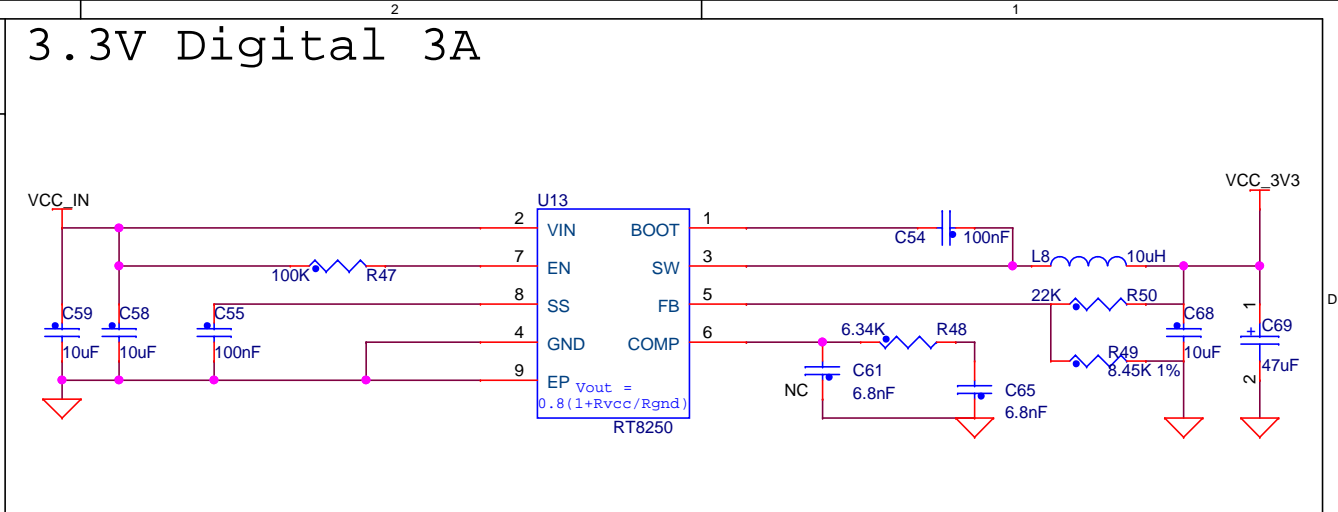 2
1
3.3V Digital 3A
D
VCC_IN
VCC_3V3
U13
2
VIN
BOOT
1
C54
100nF
100K
R47
7
EN
SW
3
L8
10uH
8
SS
FB
5
22K
R50
C59
10uF
C58
10uF
C55
100nF
4
GND
COMP
6
6.34K
R48
C68
10uF
1
+
C69
47uF
2
R49
8.45K 1%
9
EP
Vout =
0.8(1+Rvcc/Rgnd)
RT8250
NC
C61
6.8nF
C65
6.8nF